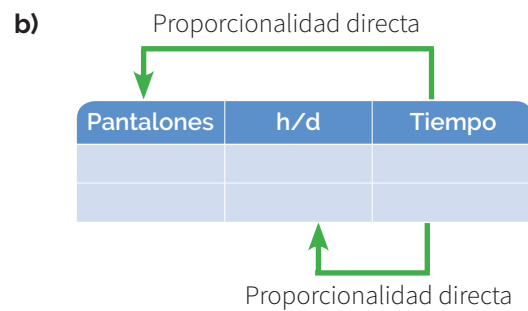 b)
Proporcionalidad directa
Pantalones h/d Tiempo
Proporcionalidad directa